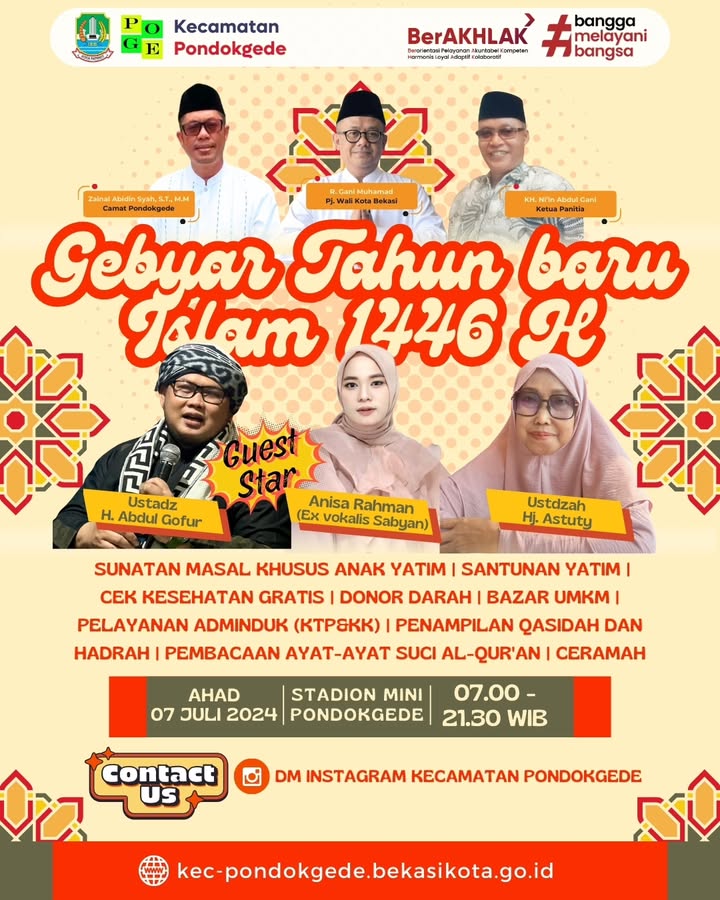 POGE
Kecamatan
Pondokgede
BerAKHLAK
Berorientasi Pelayanan Akuntabel Kompeten
Harmonis Loyal Adaptif Kolaboratif
#bangga
melayani
bangsa
Zainal Abidin Syah, S.T., M.M
Camat Pondokgede
R. Gani Muhamad
Pj. Wali Kota Bekasi
KH. Ni'in Abdul Gani
Ketua Panitia
Gebyar Tahun baru
Islam 1446 H
Guest
Star
Ustadz
H. Abdul Gofur
Anisa Rahman
(Ex vokalis Sabyan)
Ustdzah
Hj. Astuty
SUNATAN MASAL KHUSUS ANAK YATIM | SANTUNAN YATIM |
CEK KESEHATAN GRATIS | DONOR DARAH | BAZAR UMKM |
PELAYANAN ADMINDUK (KTP&KK) | PENAMPILAN QASIDAH DAN
HADRAH | PEMBACAAN AYAT-AYAT SUCI AL-QUR'AN | CERAMAH
AHAD
07 JULI 2024
STADION MINI
PONDOKGEDE
07.00 -
21.30 WIB
Contact
Us
DM INSTAGRAM KECAMATAN PONDOKGEDE
www
kec-pondokgede.bekasikota.go.id